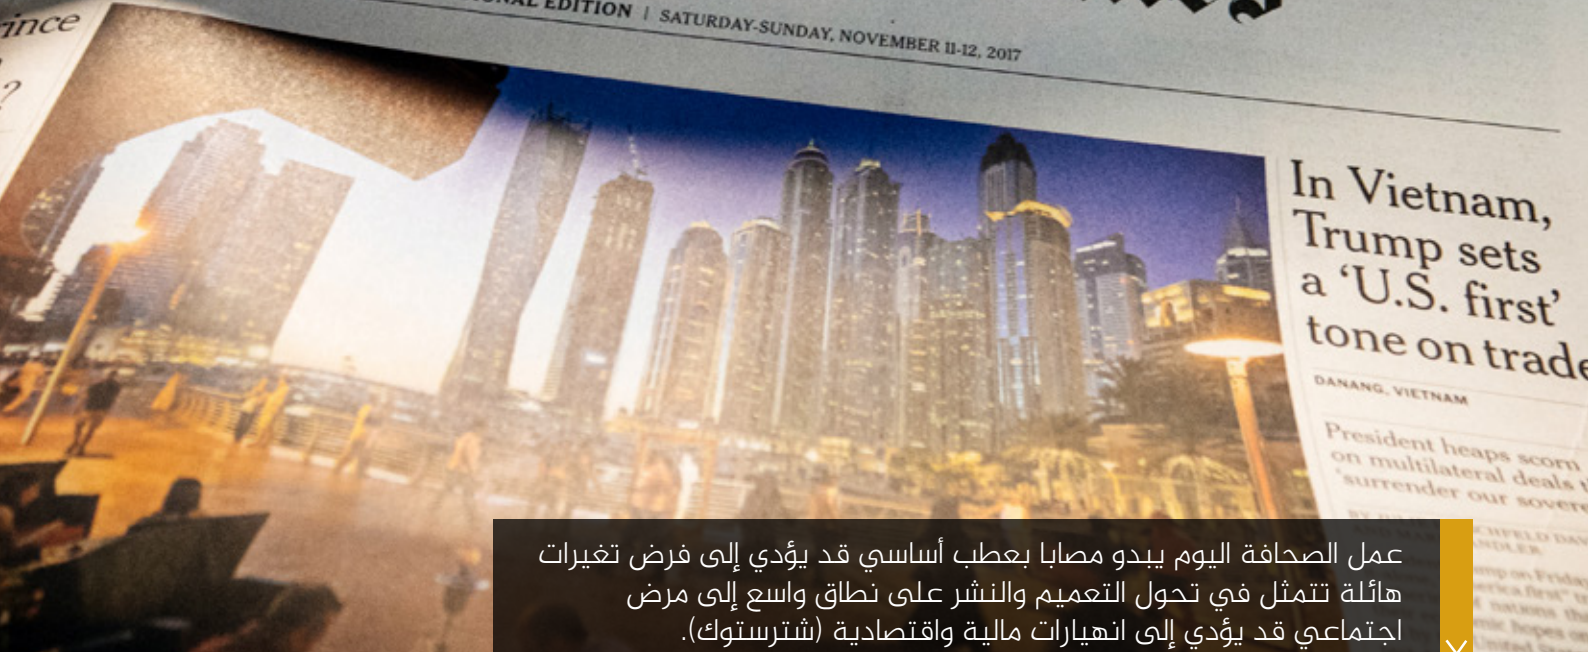 EDITION | SATURDAY-SUNDAY, NOVEMBER 11-12, 2017
In Vietnam,
Trump sets
a ‘U.S. first’
tone on trade
DANANG, VIETNAM
President heaps scorn
on multilateral deals
‘surrender our
عمل الصحافة اليوم يبدو مصابا بعطب أساسي قد يؤدي إلى فرض تغيرات
هائلة تتمثل في تحول التعميم والنشر على نطاق واسع إلى مرض
اجتماعي قد يؤدي إلى انهيارات مالية واقتصادية (شترستوك).